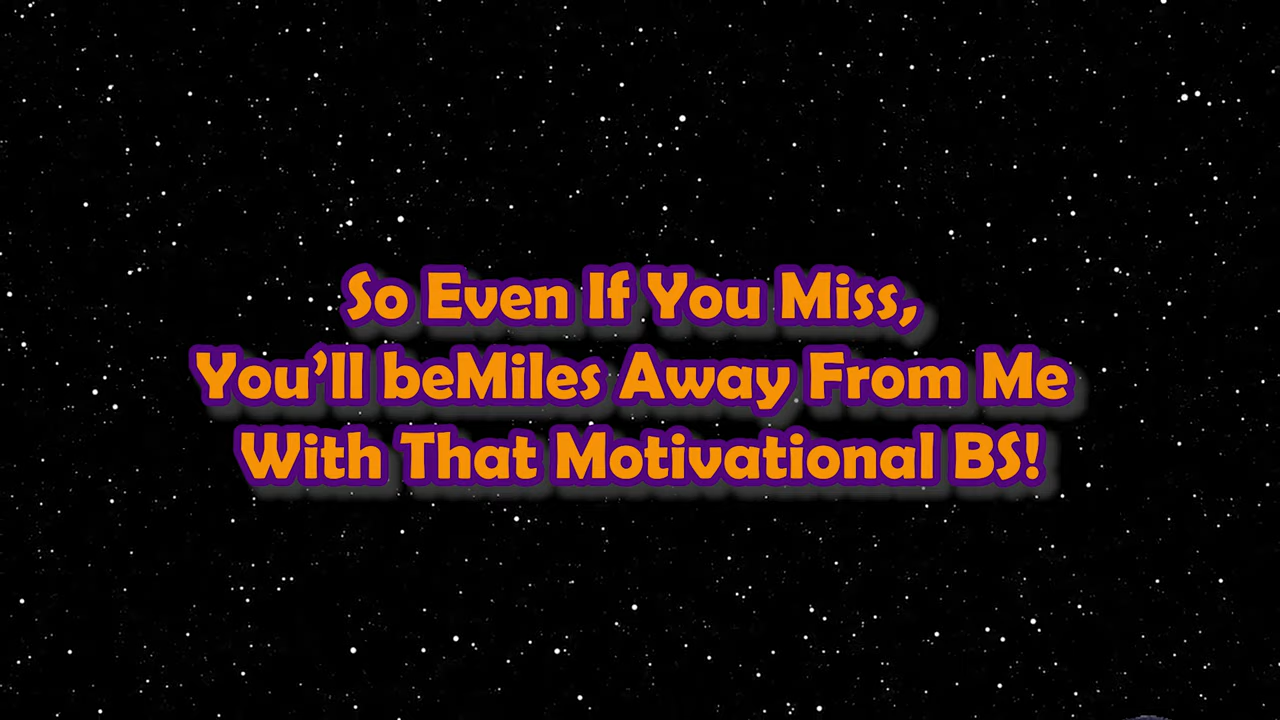 So Even If You Miss,
You’ll beMiles Away From Me
With That Motivational BS!